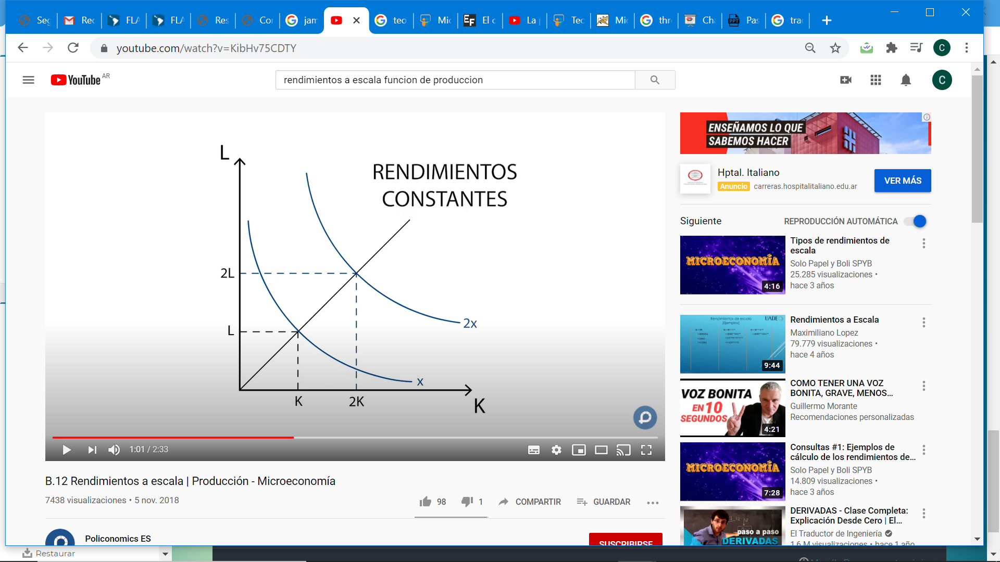 Rec
FLA
FLA
Res
jam
teo
El c
Tec
thr
Pas
youtube.com/watch?v=KibHv75CDTY
C
YouTube AR
rendimientos a escala funcion de produccion
C
L
RENDIMIENTOS
CONSTANTES
2L
L
2x
x
K
2K
K
1:01 / 2:33
B.12 Rendimientos a escala | Producción - Microeconomía
7438 visualizaciones • 5 nov. 2018
98
1
COMPARTIR
GUARDAR
Policonomics ES
SUSCRIBIRSE
ENSEÑAMOS LO QUE
SABEMOS HACER
Hptal. Italiano
Anuncio carreras.hospitalitaliano.edu.ar
VER MÁS
Siguiente
REPRODUCCIÓN AUTOMÁTICA
MICROECONOMÍA
4:16
Tipos de rendimientos de
escala
Solo Papel y Boli SPYB
25.285 visualizaciones •
hace 3 años
Rendimientos de escala
(Ejemplos)
UADE
9:44
Rendimientos a Escala
Maximiliano Lopez
79.779 visualizaciones •
hace 4 años
VOZ BONITA
EN 10
SEGUNDOS
4:21
COMO TENER UNA VOZ
BONITA, GRAVE, MENOS...
Guillermo Morante
Recomendaciones personalizadas
MICROECONOMÍA
7:28
Consultas #1: Ejemplos de
cálculo de los rendimientos de...
Solo Papel y Boli SPYB
14.809 visualizaciones •
hace 3 años
paso a paso
DERIVADAS
DERIVADAS - Clase Completa:
Explicación Desde Cero | El...
El Traductor de Ingeniería
1,6 M visualizaciones • hace 1 año
Restaurar